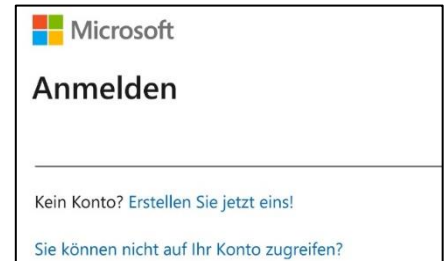 Microsoft
Anmelden
Kein Konto? Erstellen Sie jetzt eins!
Sie können nicht auf Ihr Konto zugreifen?